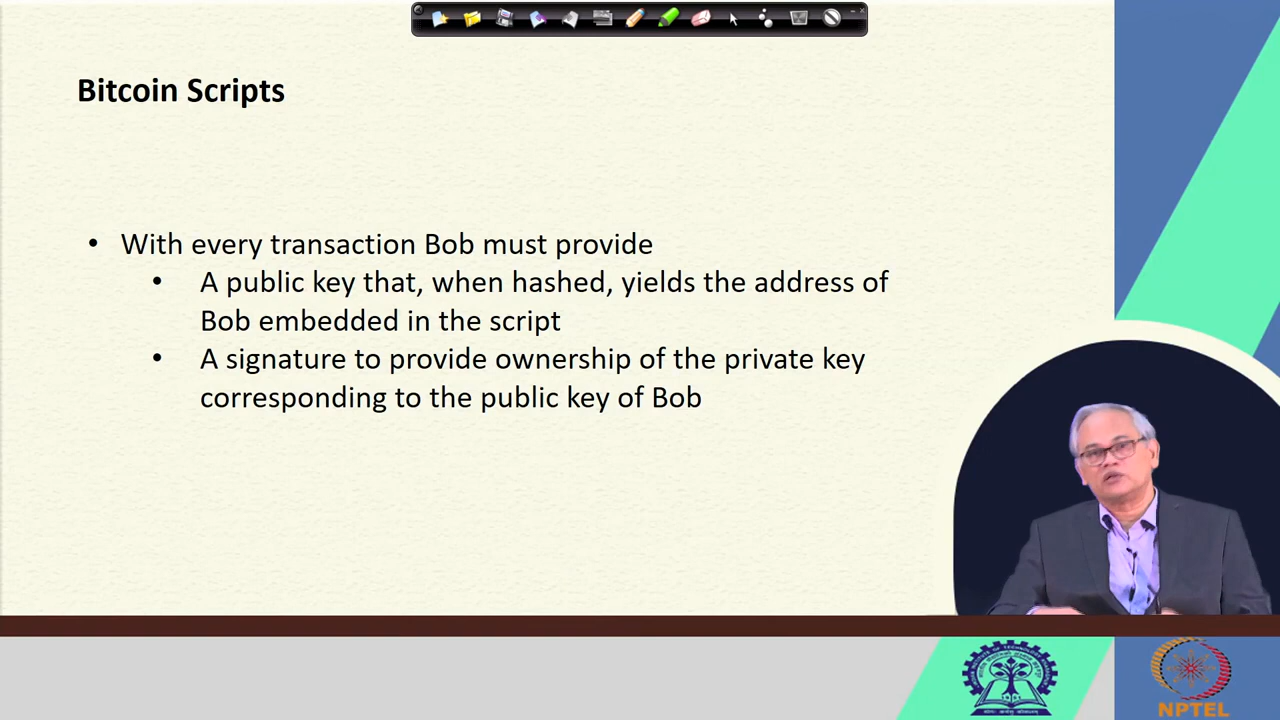 Bitcoin Scripts
• With every transaction Bob must provide
• A public key that, when hashed, yields the address of
Bob embedded in the script
• A signature to provide ownership of the private key
corresponding to the public key of Bob
NPTEL